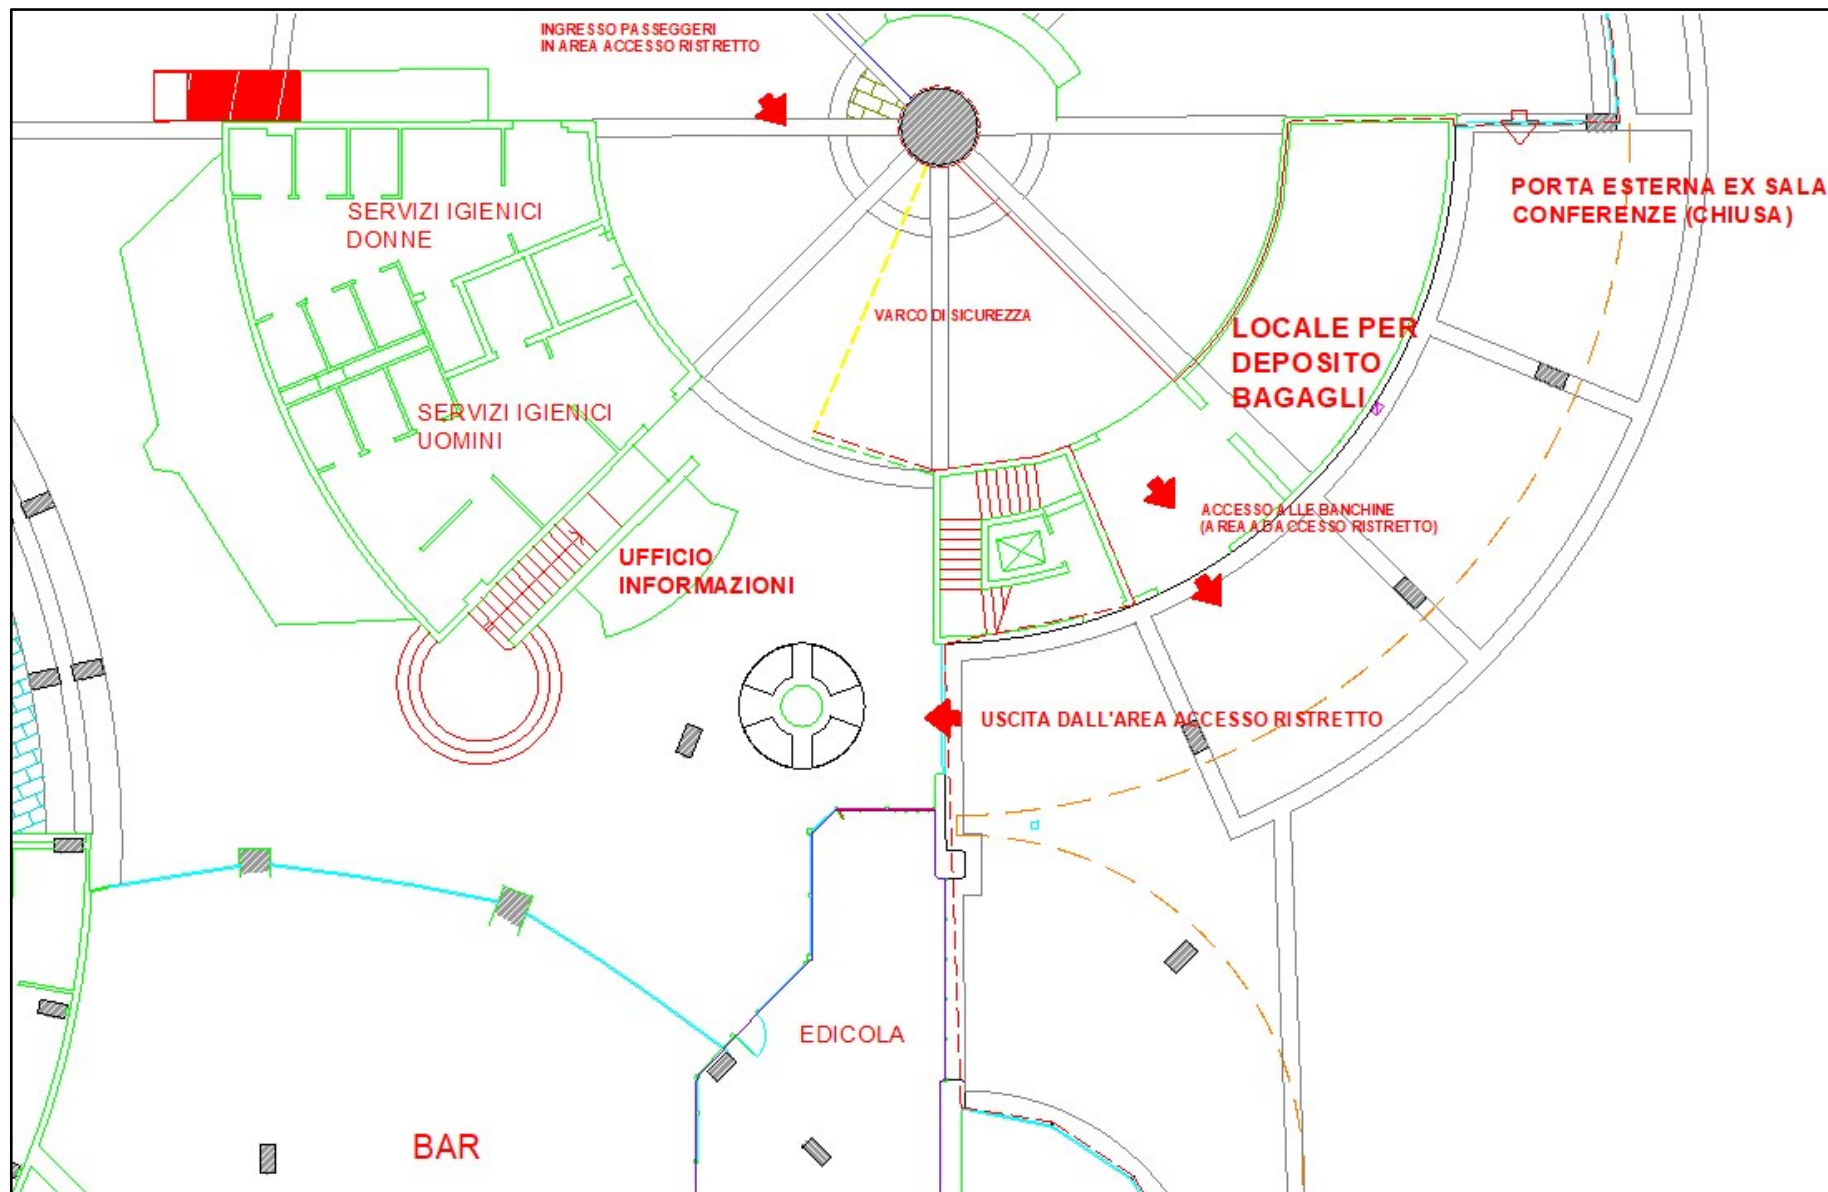 INGRESSO PASSEGGERI
IN AREA ACCESSO RISTRETTO
PORTA ESTERNA EX SALA
CONFERENZE (CHIUSA)
SERVIZI IGIENICI
DONNE
VARCO DI SICUREZZA
LOCALE PER
DEPOSITO
BAGAGLI
SERVIZI IGIENICI
UOMINI
ACCESSO ALLE BANCHINE
(AREA AD ACCESSO RISTRETTO)
UFFICIO
INFORMAZIONI
USCITA DALL'AREA ACCESSO RISTRETTO
EDICOLA
BAR